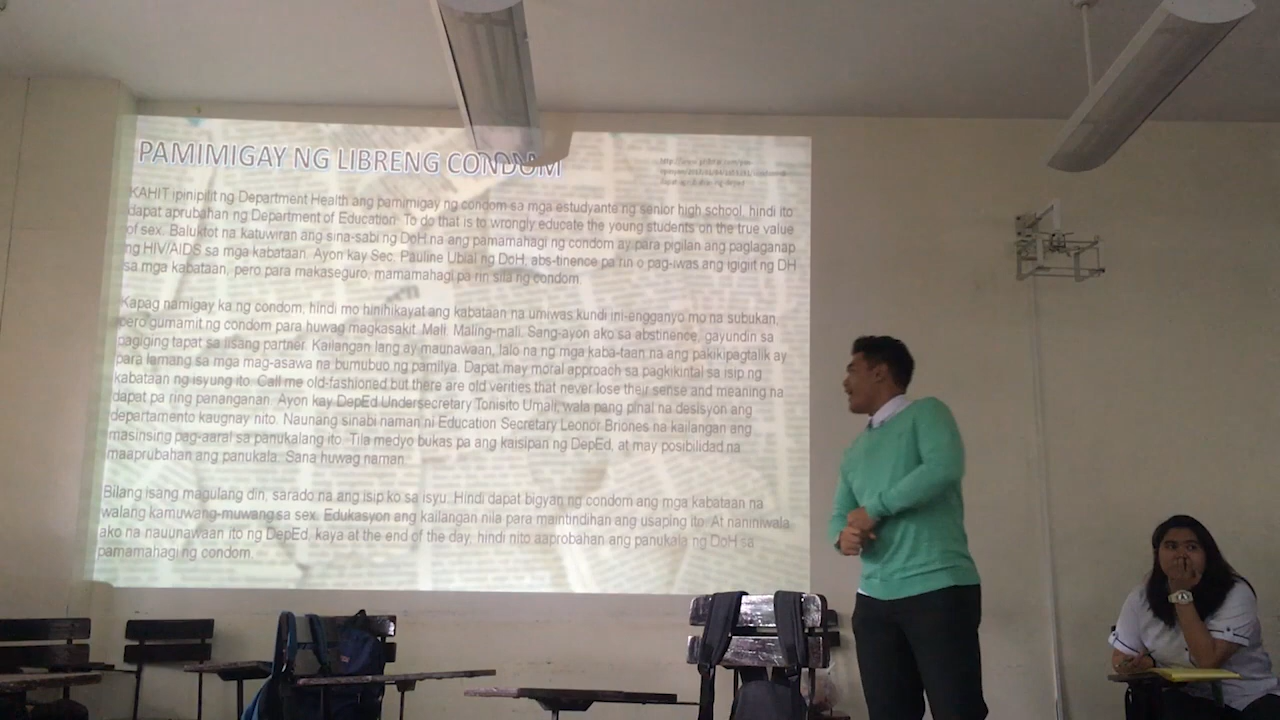 PAMIMIGAY NG LIBRENG CONDOM
KAHIT ipinipilit ng Department Health ang pamimigay ng condom sa mga estudyante ng senior high school, hindi ito
dapat aprubahan ng Department of Education. To do that is to wrongly educate the young students on the true value
of sex. Baluktot na katuwiran ang sina-sabi ng DoH na ang pamamahagi ng condom ay para pigilan ang paglaganap
ng HIV/AIDS sa mga kabataan. Ayon kay Sec. Pauline Ubial ng DoH, abs-tinence pa rin o pag-iwas ang igigiit ng DH
sa mga kabataan, pero para makaseguro, mamamahagi pa rin sila ng condom.
Kapag namigay ka ng condom, hindi mo hinihikayat ang kabataan na umiwas kundi ini-engganyo mo na subukan,
pero gumamit ng condom para huwag magkasakit. Mali. Maling-mali. Sang-ayon ako sa abstinence, gayundin sa
pagiging tapat sa iisang partner. Kailangan lang ay maunawaan, lalo na ng mga kaba-taan na ang pakikipagtalik ay
para lamang sa mga mag-asawa na bumubuo ng pamilya. Dapat may moral approach sa pagkikintal sa isip ng
kabataan ng isyung ito. Call me old-fashioned but there are old verities that never lose their sense and meaning na
dapat pa ring pananganan. Ayon kay DepEd Undersecretary Tonisito Umali, wala pang pinal na desisyon ang
departamento kaugnay nito. Naunang sinabi naman ni Education Secretary Leonor Briones na kailangan ang
masinsing pag-aaral sa panukalang ito. Tila medyo bukas pa ang kaisipan ng DepEd, at may posibilidad na
maaprubahan ang panukala. Sana huwag naman.
Bilang isang magulang din, sarado na ang isip ko sa isyu. Hindi dapat bigyan ng condom ang mga kabataan na
walang kamuwang-muwang sa sex. Edukasyon ang kailangan nila para maintindihan ang usaping ito. At naniniwala
ako na nauunawaan ito ng DepEd, kaya at the end of the day, hindi nito aaprobahan ang panukala ng DoH sa
pamamahagi ng condom.